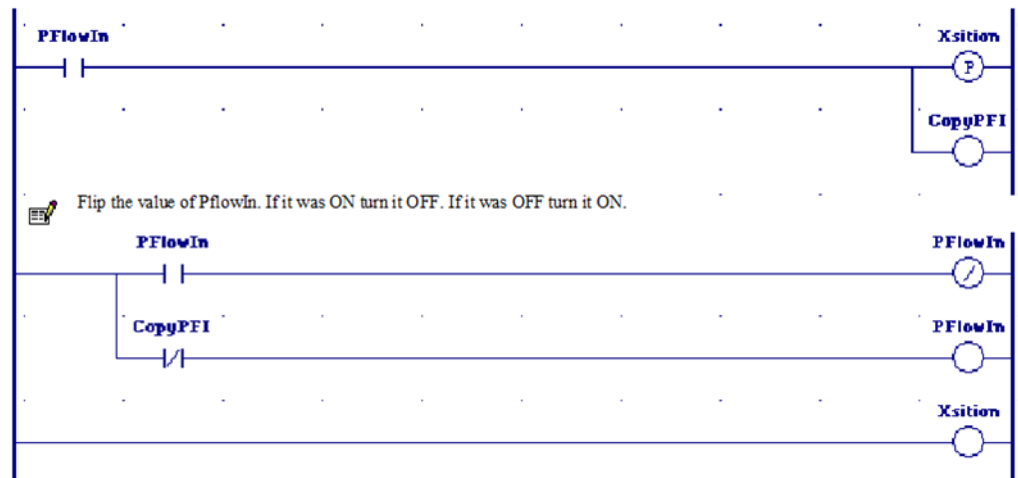 PFlowIn Xsition
P
CopyPFI
Flip the value of PflowIn. If it was ON turn it OFF. If it was OFF turn it ON.
PFlowIn PFlowIn
CopyPFI PFlowIn
Xsition